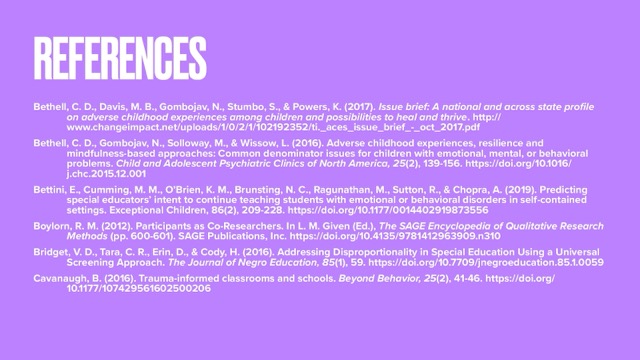 REFERENCES
Bethell, C. D., Davis, M. B., Gombojav, N., Stumbo, S., & Powers, K. (2017). Issue brief: A national and across state profile
on adverse childhood experiences among children and possibilities to heal and thrive. http://
www.changeimpact.net/uploads/1/0/2/1/102192352/ti._aces_issue_brief_-_oct_2017.pdf
Bethell, C. D., Gombojav, N., Solloway, M., & Wissow, L. (2016). Adverse childhood experiences, resilience and
mindfulness-based approaches: Common denominator issues for children with emotional, mental, or behavioral
problems. Child and Adolescent Psychiatric Clinics of North America, 25(2), 139-156. https://doi.org/10.1016/
j.chc.2015.12.001
Bettini, E., Cumming, M. M., O'Brien, K. M., Brunsting, N. C., Ragunathan, M., Sutton, R., & Chopra, A. (2019). Predicting
special educators' intent to continue teaching students with emotional or behavioral disorders in self-contained
settings. Exceptional Children, 86(2), 209-228. https://doi.org/10.1177/0014402919873556
Boylorn, R. M. (2012). Participants as Co-Researchers. In L. M. Given (Ed.), The SAGE Encyclopedia of Qualitative Research
Methods (pp. 600-601). SAGE Publications, Inc. https://doi.org/10.4135/9781412963909.n310
Bridget, V. D., Tara, C. R., Erin, D., & Cody, H. (2016). Addressing Disproportionality in Special Education Using a Universal
Screening Approach. The Journal of Negro Education, 85(1), 59. https://doi.org/10.7709/jnegroeducation.85.1.0059
Cavanaugh, B. (2016). Trauma-informed classrooms and schools. Beyond Behavior, 25(2), 41-46. https://doi.org/
10.1177/107429561602500206